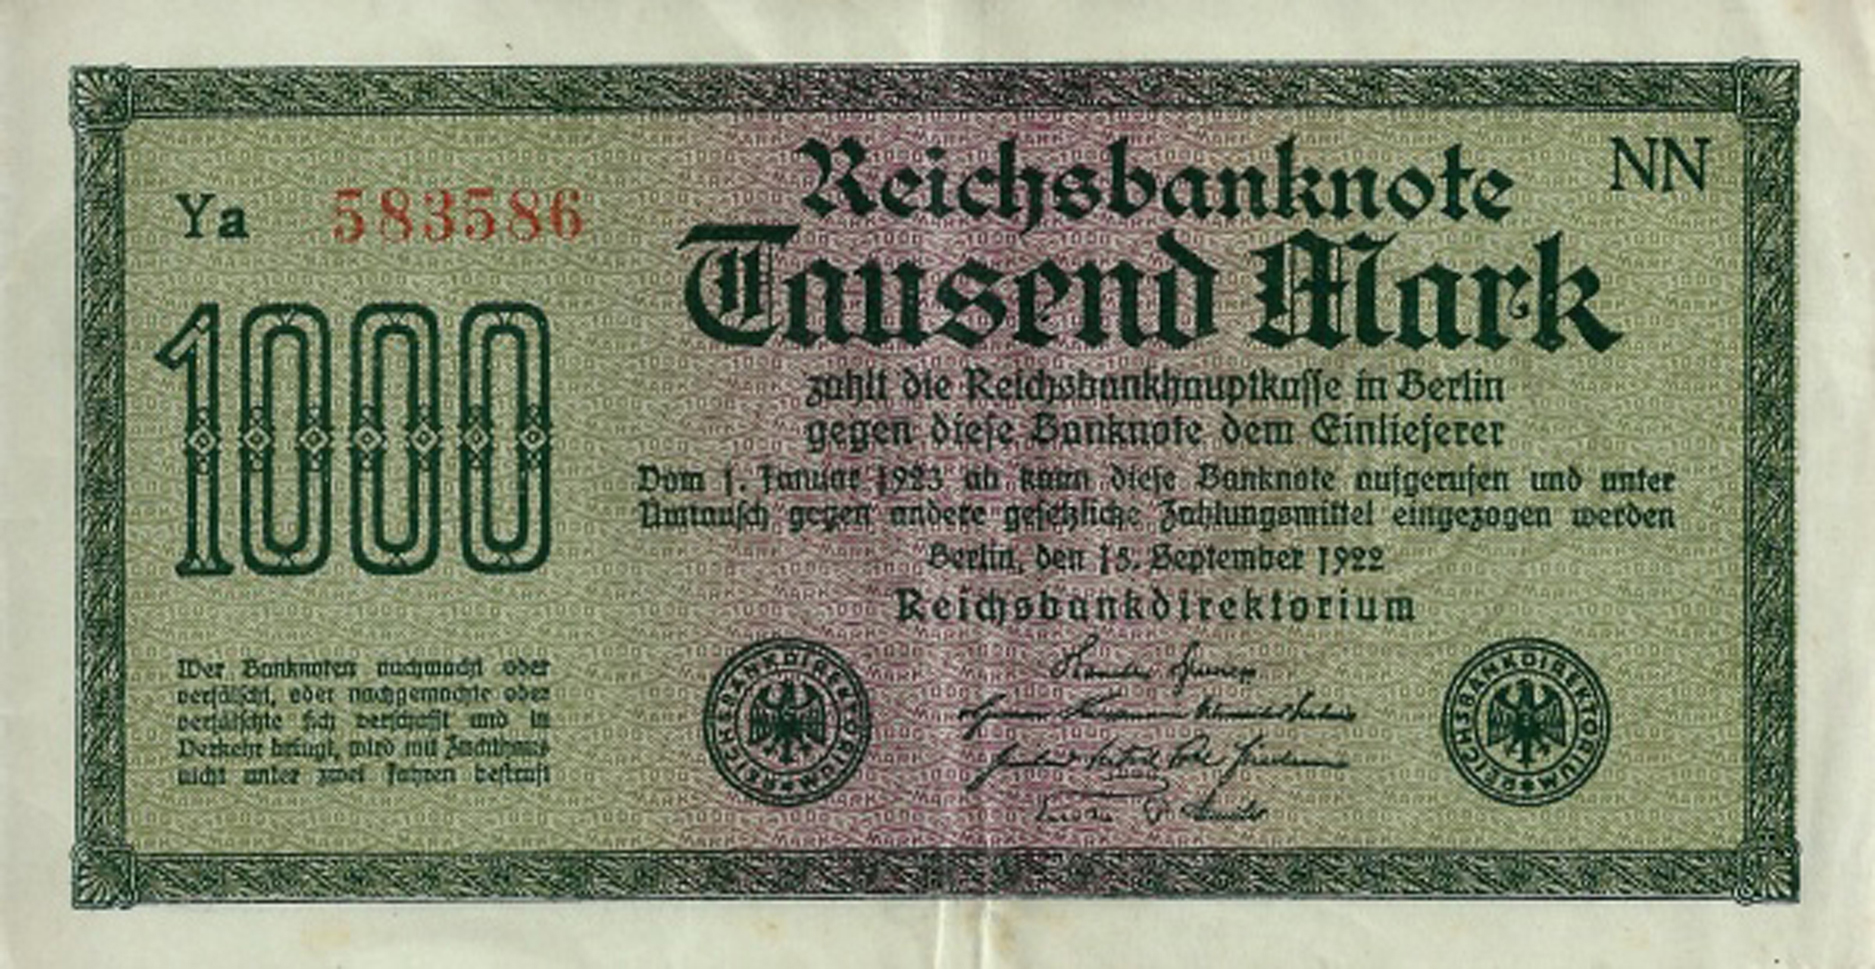 Reichsbanknote
NN
Ya 583586
Tausend Mark
1000
zahlt die Reichsbankhauptkasse in Berlin
gegen diese Banknote dem Einlieferer
Vom 1. Januar 1923 ab kann diese Banknote aufgerufen und unter
Umtausch gegen andere gesetzliche Zahlungsmittel eingezogen werden
Berlin, den 15. September 1922
Reichsbankdirektorium
Wer Banknoten nachmacht oder
verfälscht, oder nachgemachte oder
verfälschte sich verschafft und in
Verkehr bringt, wird mit Zuchthaus
nicht unter zwei Jahren bestraft
REICHSBANKDIREKTORIUM
REICHSBANKDIREKTORIUM